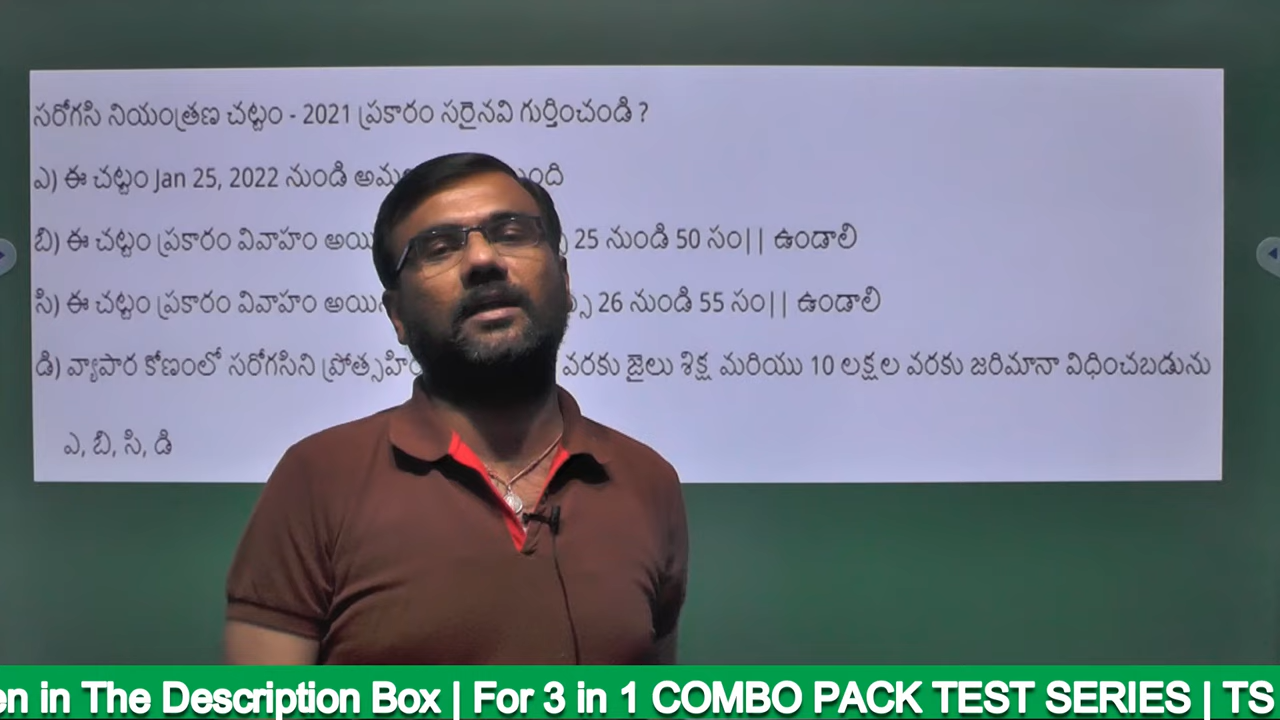 సరోగసి నియంత్రణ చట్టం - 2021 ప్రకారం సరైనవి గుర్తించండి ?
ఎ) ఈ చట్టం Jan 25, 2022 నుండి
బి) ఈ చట్టం ప్రకారం వివాహం 25 నుండి 50 సం|| ఉండాలి
సి) ఈ చట్టం ప్రకారం వివాహం 26 నుండి 55 సం|| ఉండాలి
డి) వ్యాపార కోణంలో సరోగసిని వరకు జైలు శిక్ష మరియు 10 లక్షల వరకు జరిమానా విధించబడును
ఎ, బి, సి, డి
in The Description Box | For 3 in 1 COMBO PACK TEST SERIES | TS